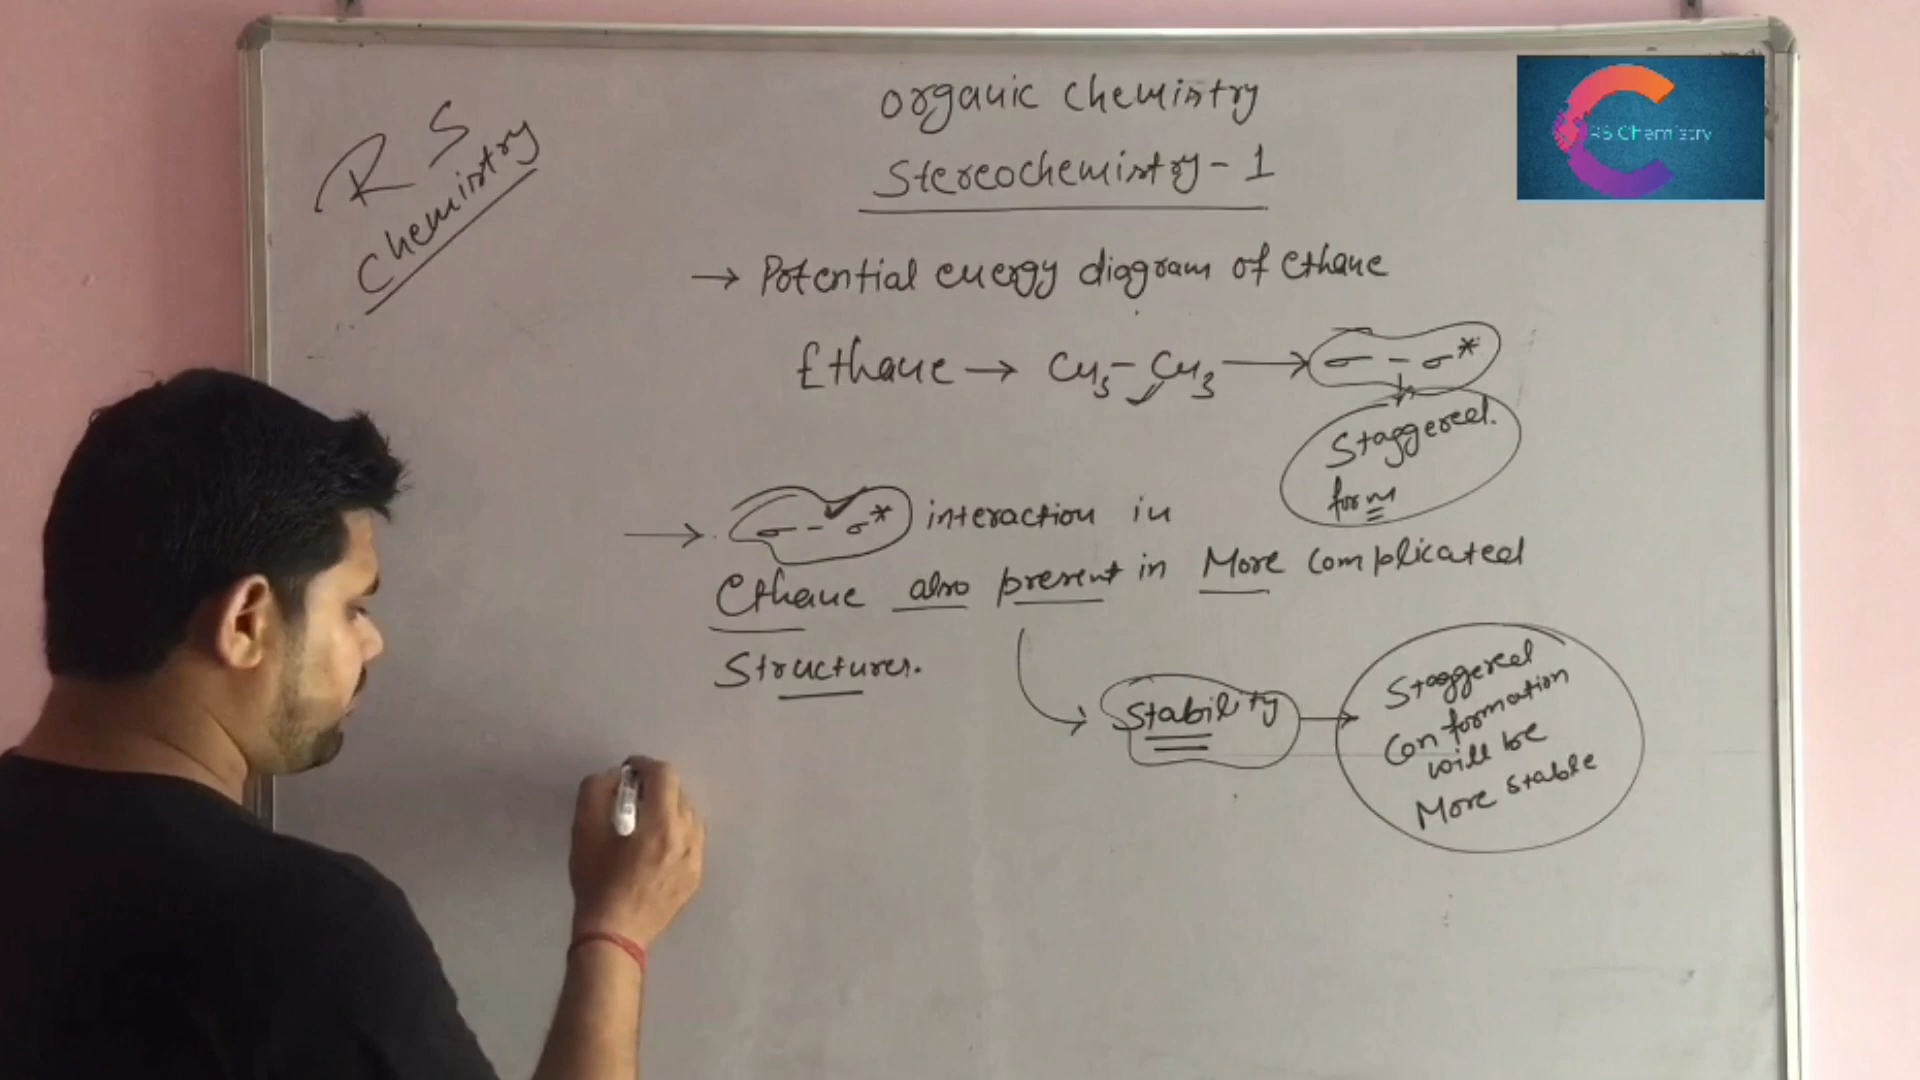 RS
Chemistry
organic chemistry
Stereochemistry - 1
RS Chemistry
→ Potential energy diagram of ethane
Ethane → CH3 - CH3 → σ - σ*
Staggered.
form
→ σ - σ* interaction in
Ethane also present in More complicated
Structures.
Stability → Staggered
Conformation
will be
More stable